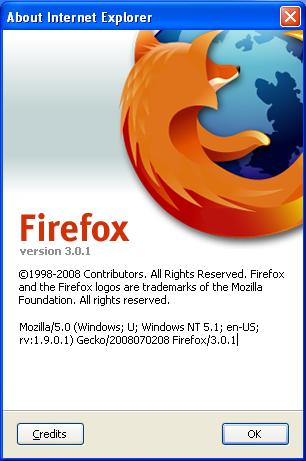 About Internet Explorer
Firefox
version 3.0.1
©1998-2008 Contributors. All Rights Reserved. Firefox
and the Firefox logos are trademarks of the Mozilla
Foundation. All rights reserved.
Mozilla/5.0 (Windows; U; Windows NT 5.1; en-US;
rv:1.9.0.1) Gecko/2008070208 Firefox/3.0.1
Credits
OK